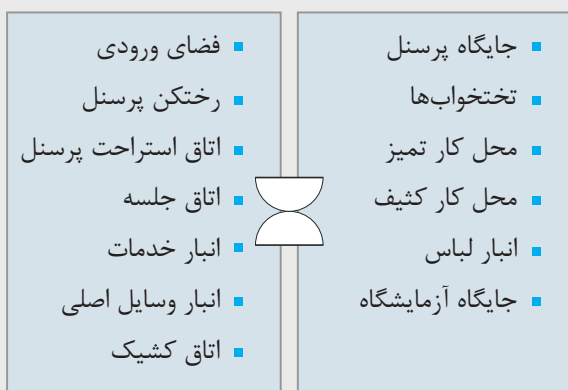 جایگاه پرسنل
تختخواب‌ها
محل کار تمیز
محل کار کثیف
انبار لباس
جایگاه آزمایشگاه
فضای ورودی
رختکن پرسنل
اتاق استراحت پرسنل
اتاق جلسه
انبار خدمات
انبار وسایل اصلی
اتاق کشیک